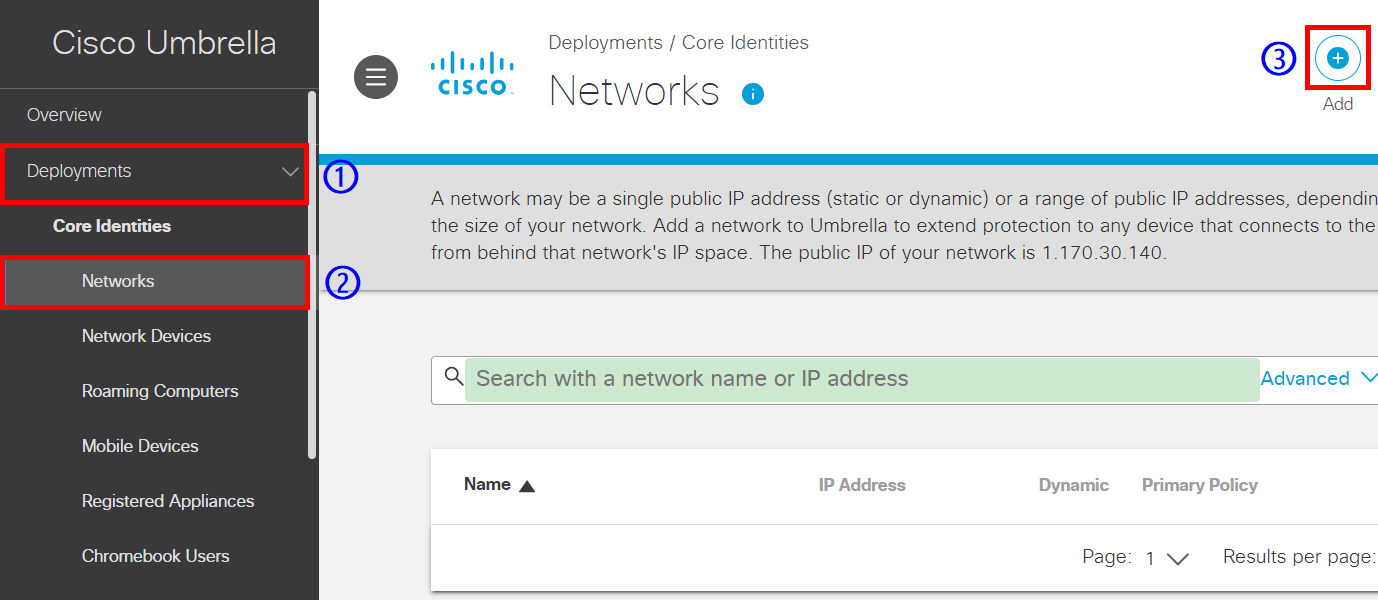 Cisco Umbrella
Overview
Deployments
①
Core Identities
Networks
②
Network Devices
Roaming Computers
Mobile Devices
Registered Appliances
Chromebook Users
CISCO
Deployments / Core Identities
Networks
③
Add
A network may be a single public IP address (static or dynamic) or a range of public IP addresses, dependin
the size of your network. Add a network to Umbrella to extend protection to any device that connects to the
from behind that network's IP space. The public IP of your network is 1.170.30.140.
Search with a network name or IP address
Advanced
Name ▲ IP Address Dynamic Primary Policy
Page: 1 Results per page: